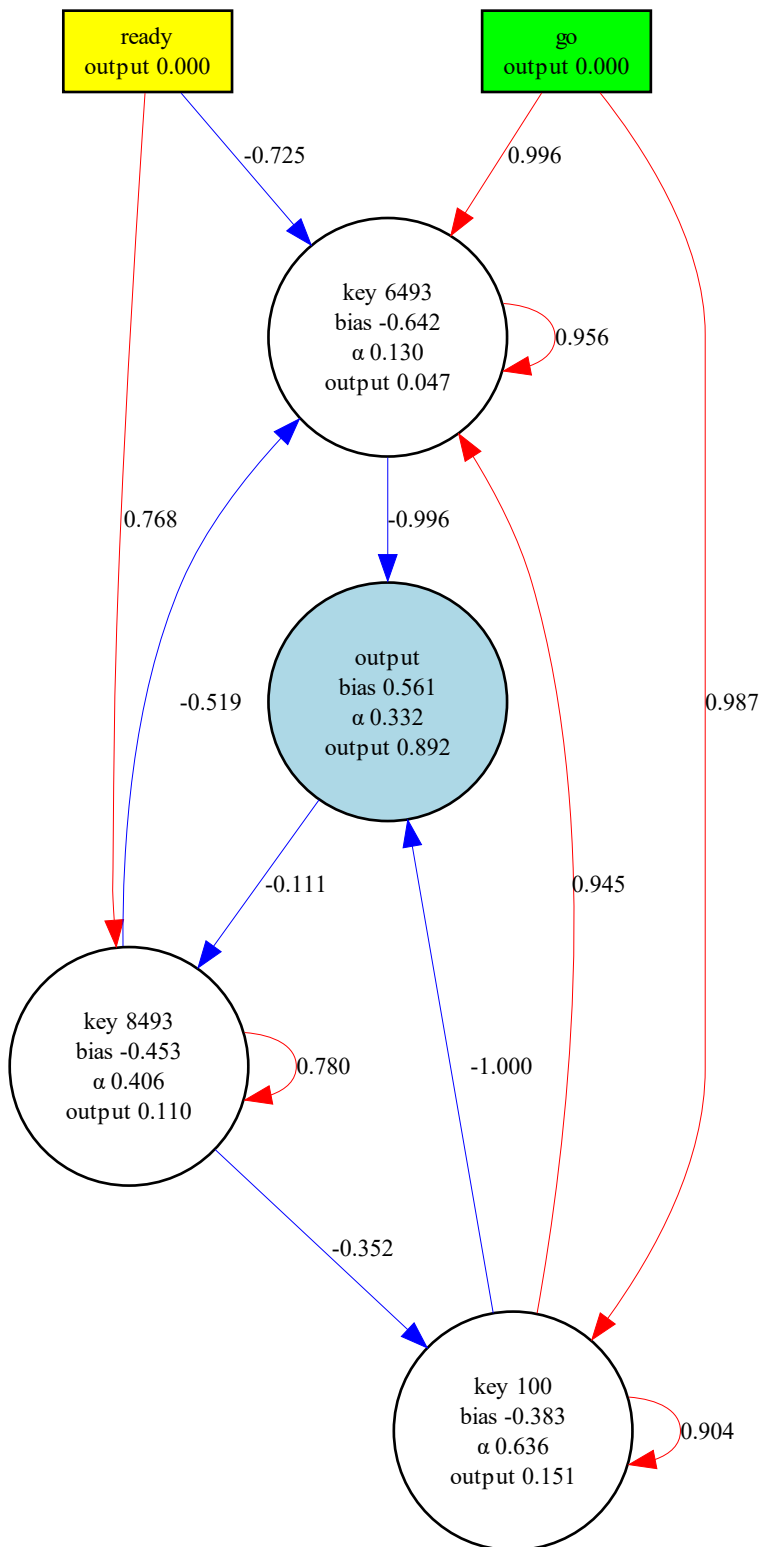 ready
output 0.000
go
output 0.000
-0.725
0.996
key 6493
bias -0.642
α 0.130
output 0.047
0.956
0.768
-0.996
-0.519
output
bias 0.561
α 0.332
output 0.892
0.987
-0.111
0.945
key 8493
bias -0.453
α 0.406
output 0.110
0.780
-1.000
-0.352
key 100
bias -0.383
α 0.636
output 0.151
0.904